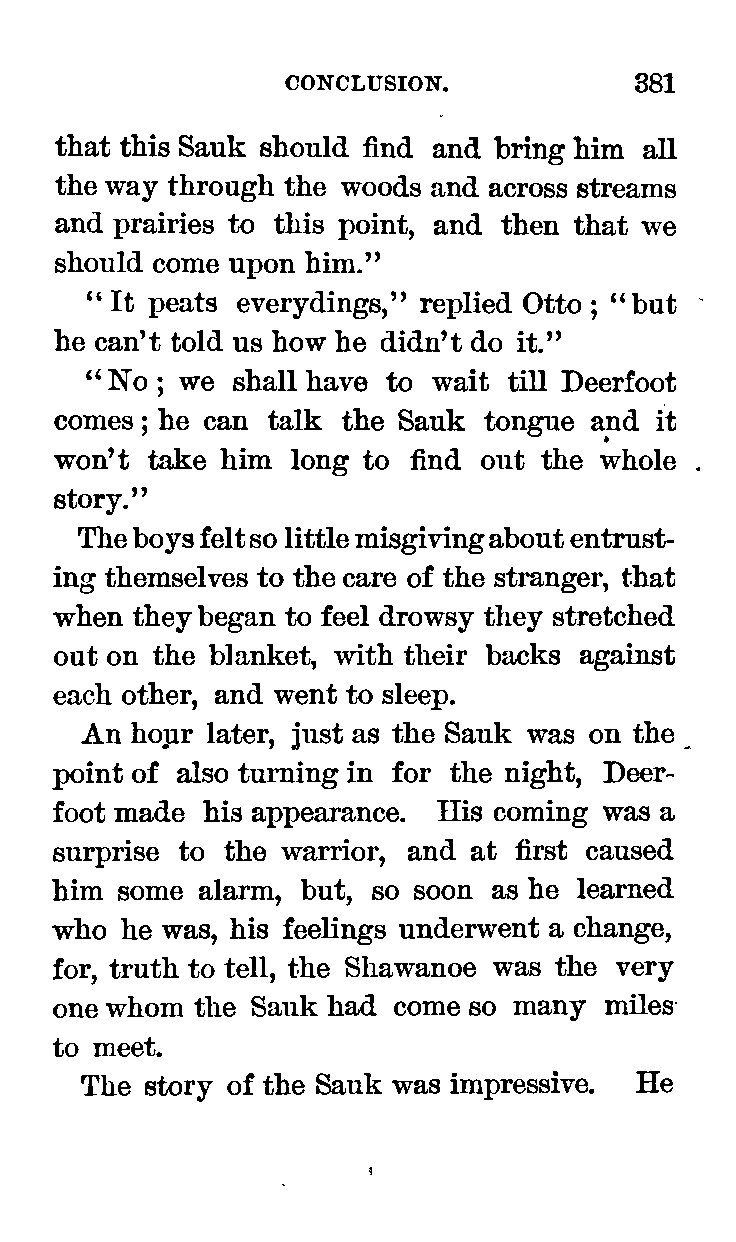 CONCLUSION. 381
that this Sauk should find and bring him all
the way through the woods and across streams
and prairies to this point, and then that we
should come upon him."
"It peats everydings," replied Otto; "but
he can't told us how he didn't do it."
"No; we shall have to wait till Deerfoot
comes; he can talk the Sauk tongue and it
won't take him long to find out the whole
story."
The boys felt so little misgiving about entrust-
ing themselves to the care of the stranger, that
when they began to feel drowsy they stretched
out on the blanket, with their backs against
each other, and went to sleep.
An hour later, just as the Sauk was on the
point of also turning in for the night, Deer-
foot made his appearance. His coming was a
surprise to the warrior, and at first caused
him some alarm, but, so soon as he learned
who he was, his feelings underwent a change,
for, truth to tell, the Shawanoe was the very
one whom the Sauk had come so many miles
to meet.
The story of the Sauk was impressive. He